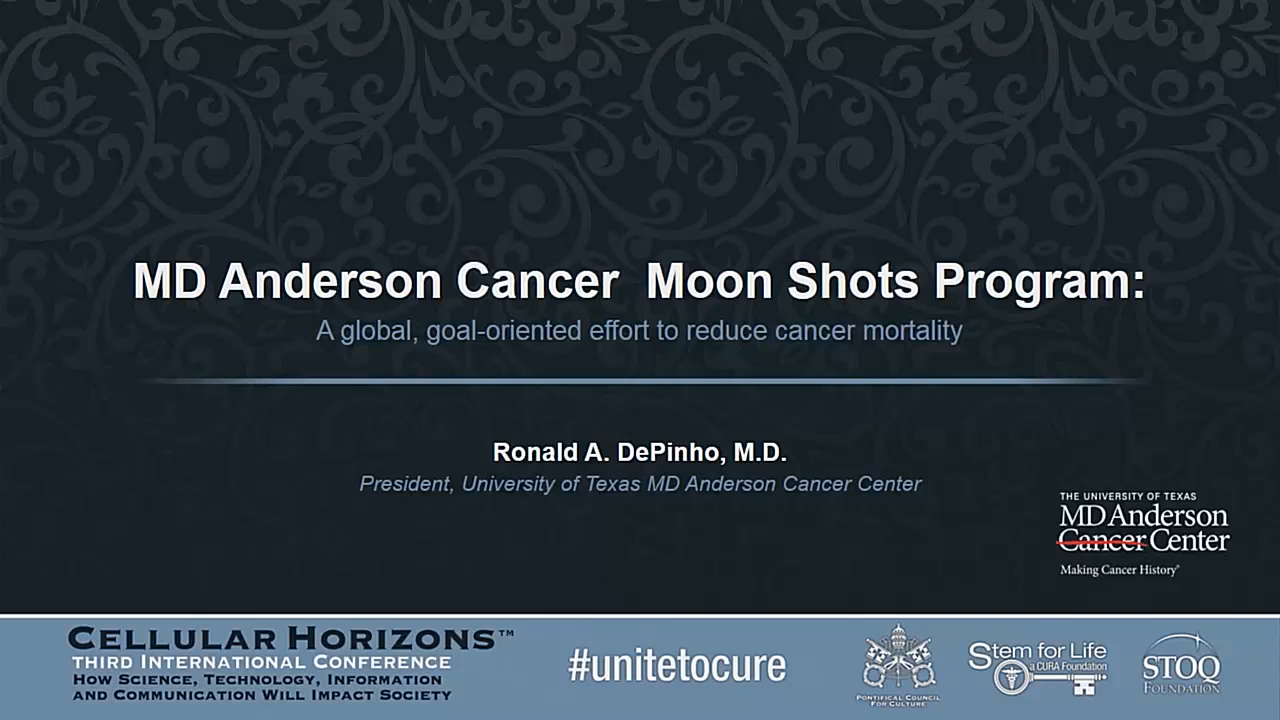 MD Anderson Cancer  Moon Shots Program:
A global, goal-oriented effort to reduce cancer mortality
Ronald A. DePinho, M.D.
President, University of Texas MD Anderson Cancer Center
THE UNIVERSITY OF TEXAS
MD Anderson
Cancer Center
Making Cancer History®
CELLULAR HORIZONS™
THIRD INTERNATIONAL CONFERENCE
HOW SCIENCE, TECHNOLOGY, INFORMATION
AND COMMUNICATION WILL IMPACT SOCIETY
#unitetocure
PONTIFICAL COUNCIL
FOR CULTURE
Stem for Life
a CURA Foundation
STOQ
FOUNDATION